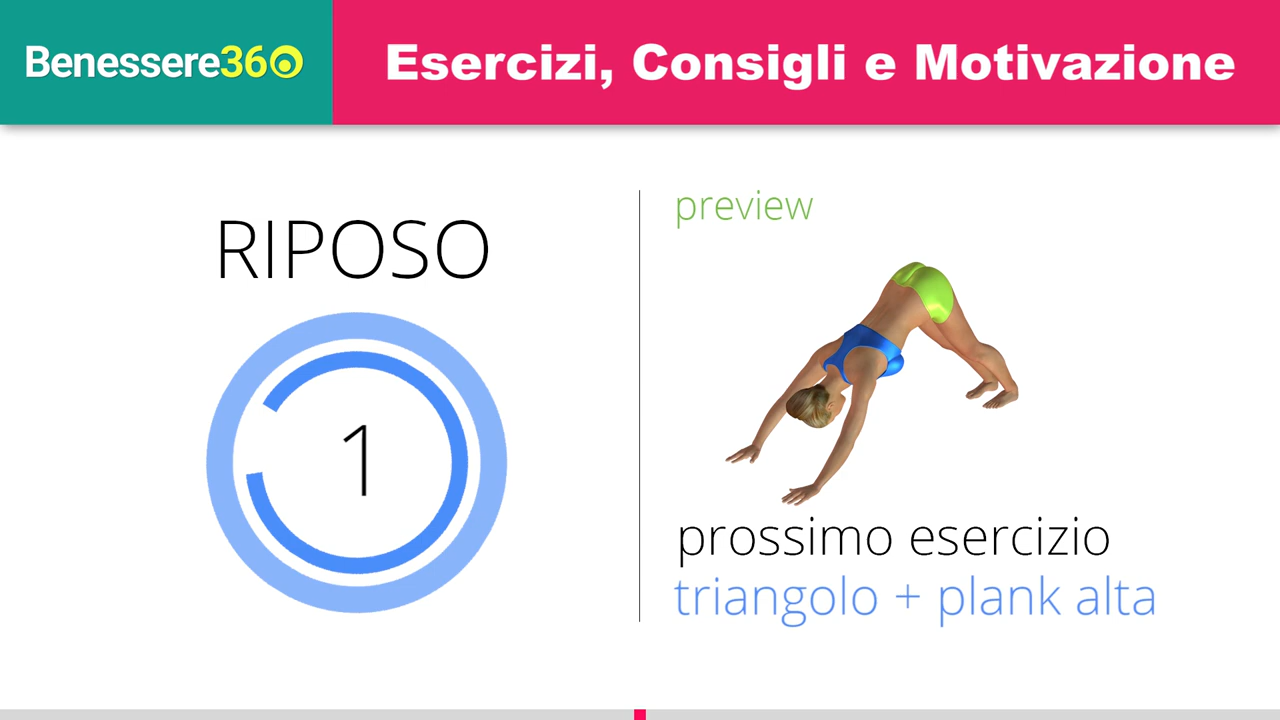 Benessere360
Esercizi, Consigli e Motivazione
RIPOSO
1
preview
prossimo esercizio
triangolo + plank alta